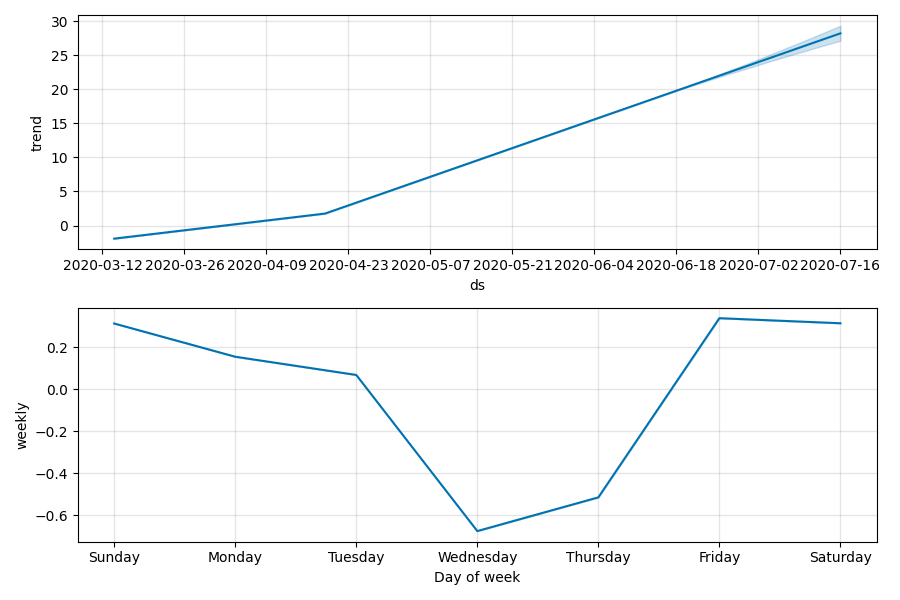 30
25
20
15
10
5
0
trend
2020-03-12 2020-03-26 2020-04-09 2020-04-23 2020-05-07 2020-05-21 2020-06-04 2020-06-18 2020-07-02 2020-07-16
ds
0.2
0.0
−0.2
−0.4
−0.6
weekly
Sunday Monday Tuesday Wednesday Thursday Friday Saturday
Day of week